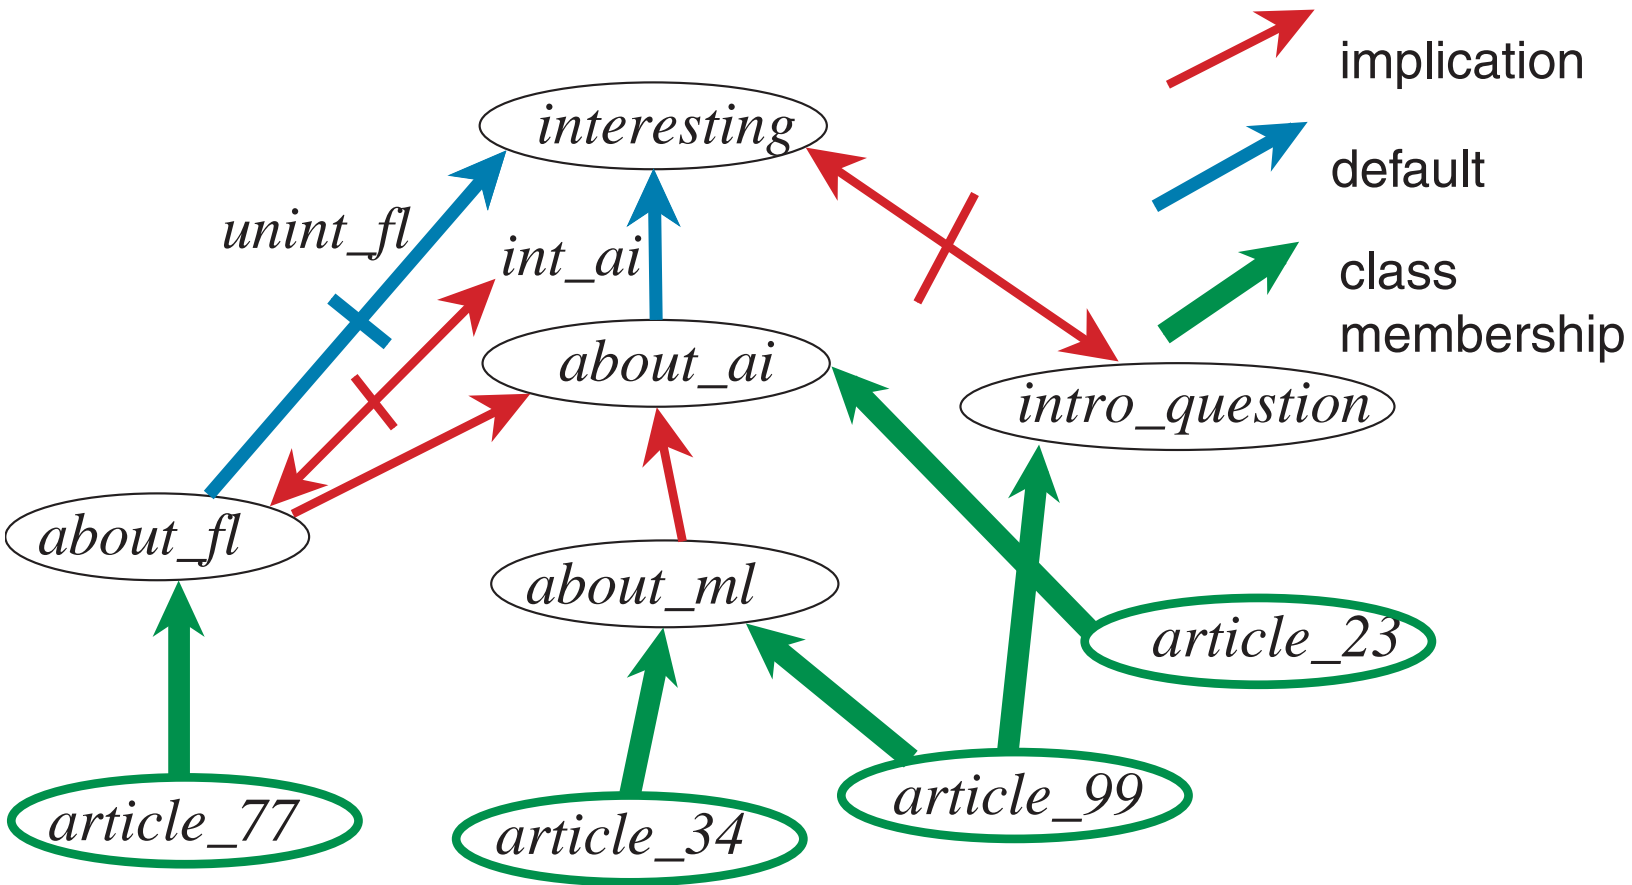 implication
interesting
default
unint_fl
int_ai
class
membership
about_ai
intro_question
about_fl
about_ml
article_23
article_99
article_77
article_34